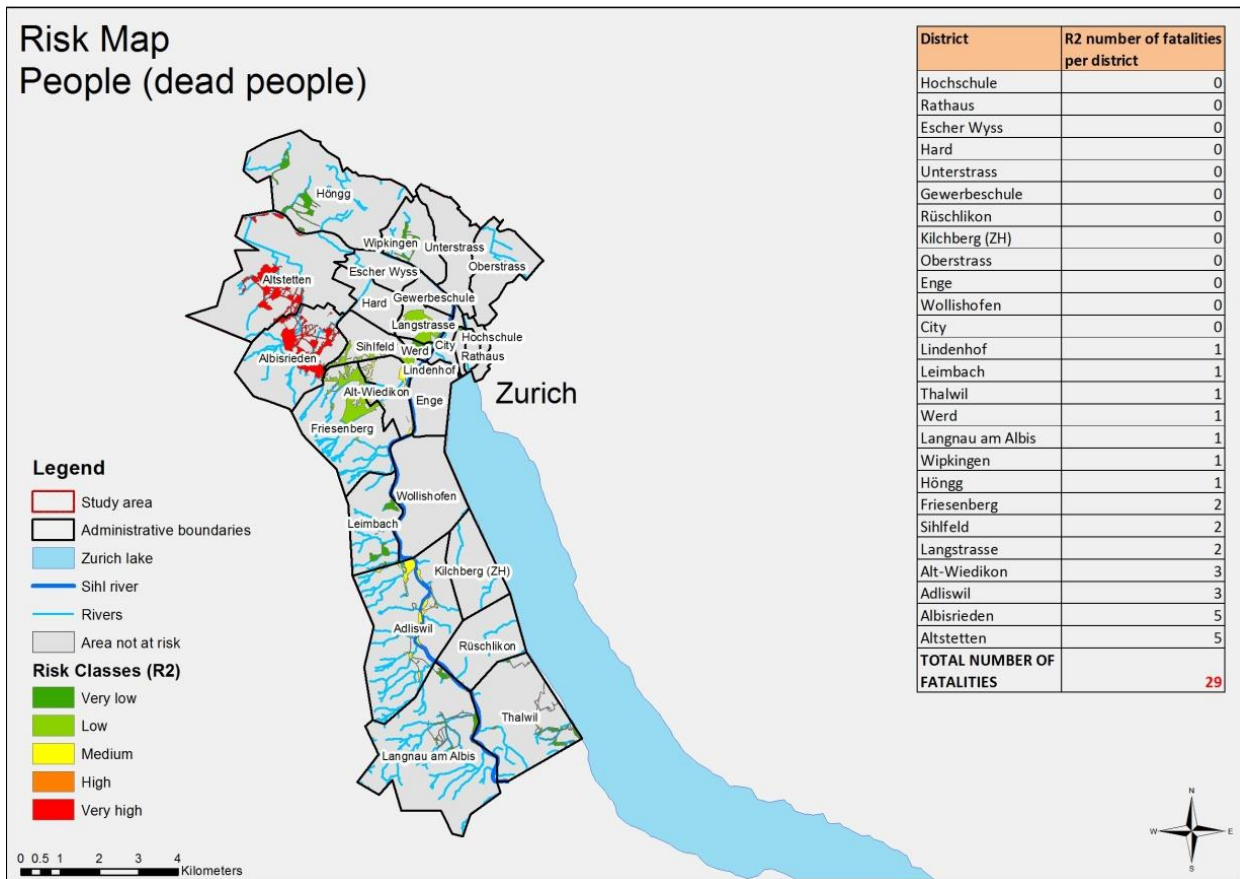 Risk Map
People (dead people)
District R2 number of fatalities
per district
Hochschule 0
Rathaus 0
Escher Wyss 0
Hard 0
Unterstrass 0
Gewerbeschule 0
Rüschlikon 0
Kilchberg (ZH) 0
Oberstrass 0
Enge 0
Wollishofen 0
City 0
Lindenhof 1
Leimbach 1
Thalwil 1
Werd 1
Langnau am Albis 1
Wipkingen 1
Höngg 1
Friesenberg 2
Sihlfeld 2
Langstrasse 2
Alt-Wiedikon 3
Adliswil 3
Albisrieden 5
Altstetten 5
TOTAL NUMBER OF
FATALITIES 29
Höngg
Wipkingen
Unterstrass
Oberstrass
Escher Wyss
Altstetten
Gewerbeschule
Hard
Langstrasse
Hochschule
City
Sihlfeld
Werd
Rathaus
Albisrieden
Lindenhof
Alt-Wiedikon
Enge
Zurich
Friesenberg
Wollishofen
Leimbach
Kilchberg (ZH)
Adliswil
Rüschlikon
Thalwil
Langnau am Albis
Legend
Study area
Administrative boundaries
Zurich lake
Sihl river
Rivers
Area not at risk
Risk Classes (R2)
Very low
Low
Medium
High
Very high
0 0.5 1 2 3 4
Kilometers
N
W E
S